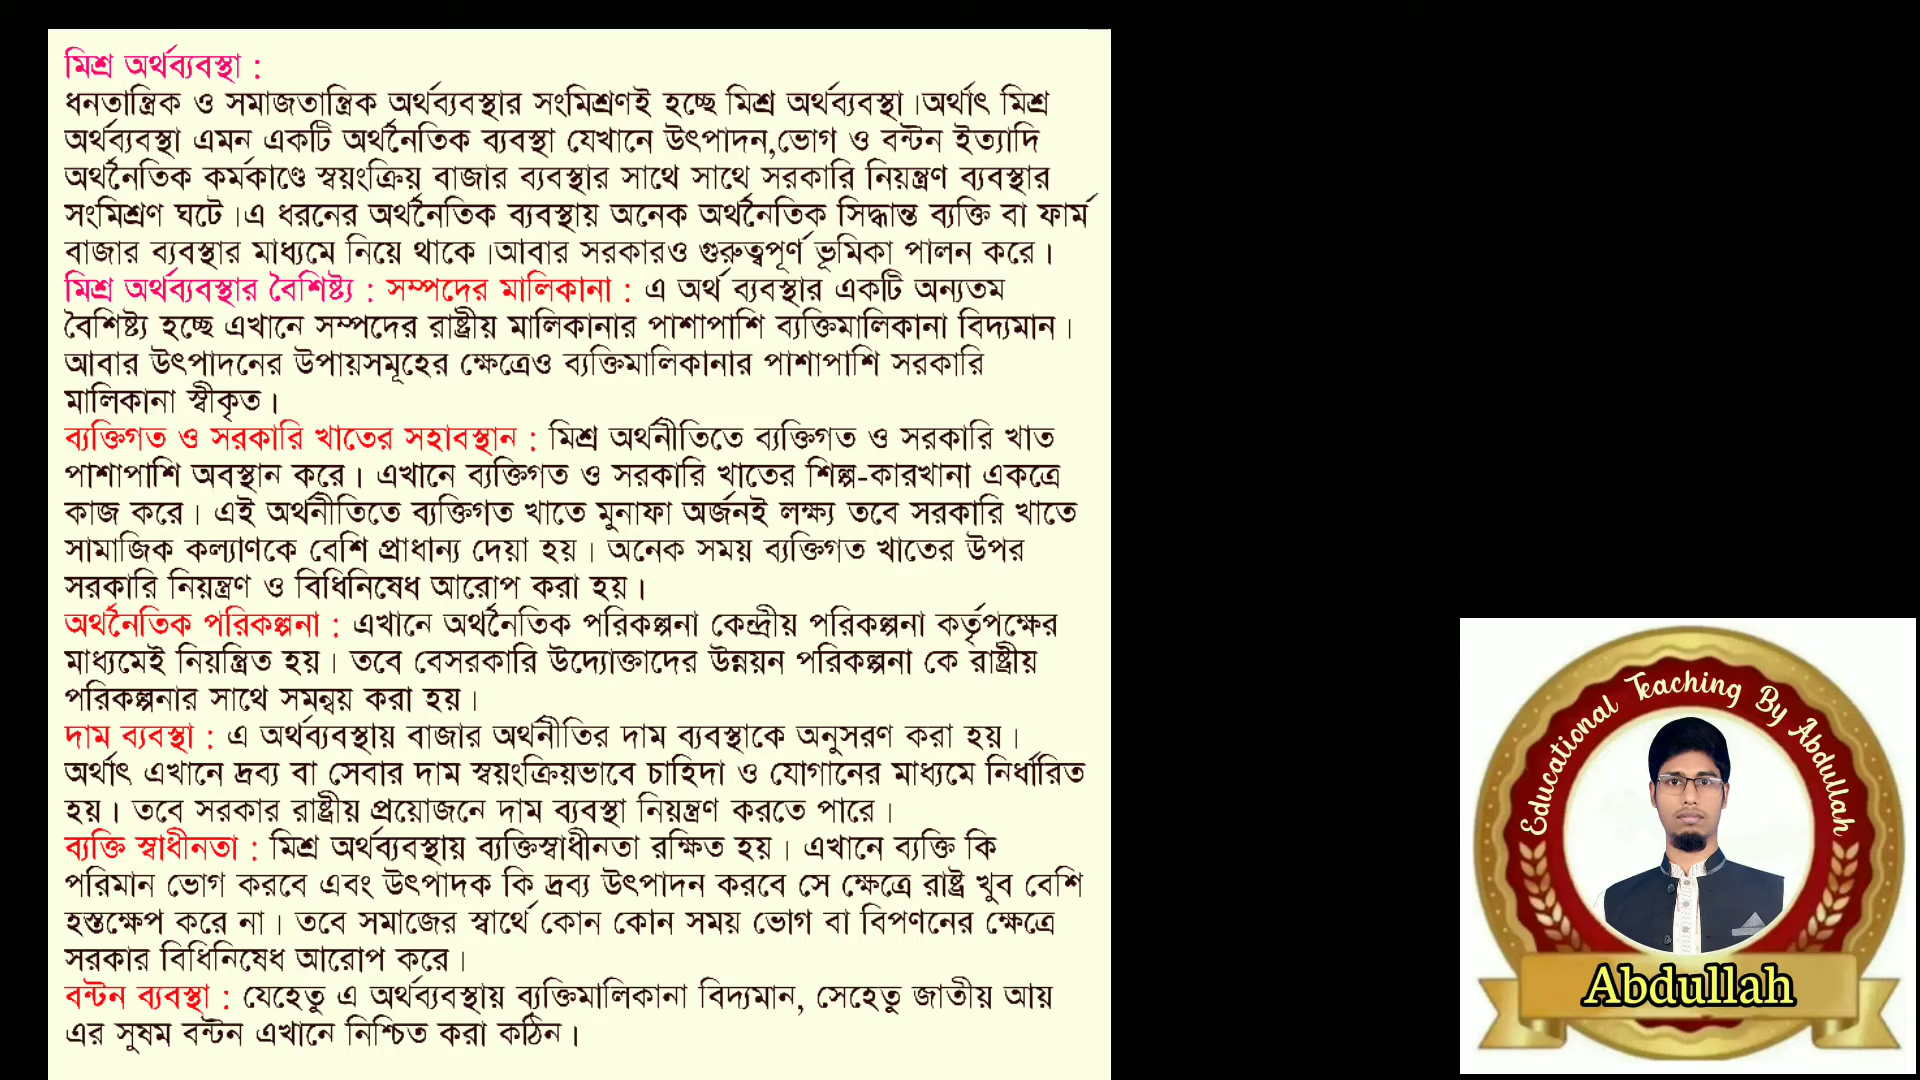 মিশ্র অর্থব্যবস্থা :
ধনতান্ত্রিক ও সমাজতান্ত্রিক অর্থব্যবস্থার সংমিশ্রণই হচ্ছে মিশ্র অর্থব্যবস্থা।অর্থাৎ মিশ্র
অর্থব্যবস্থা এমন একটি অর্থনৈতিক ব্যবস্থা যেখানে উৎপাদন,ভোগ ও বন্টন ইত্যাদি
অর্থনৈতিক কর্মকাণ্ডে স্বয়ংক্রিয় বাজার ব্যবস্থার সাথে সাথে সরকারি নিয়ন্ত্রণ ব্যবস্থার
সংমিশ্রণ ঘটে।এ ধরনের অর্থনৈতিক ব্যবস্থায় অনেক অর্থনৈতিক সিদ্ধান্ত ব্যক্তি বা ফার্ম
বাজার ব্যবস্থার মাধ্যমে নিয়ে থাকে।আবার সরকারও গুরুত্বপূর্ণ ভূমিকা পালন করে।
মিশ্র অর্থব্যবস্থার বৈশিষ্ট্য : সম্পদের মালিকানা : এ অর্থ ব্যবস্থার একটি অন্যতম
বৈশিষ্ট্য হচ্ছে এখানে সম্পদের রাষ্ট্রীয় মালিকানার পাশাপাশি ব্যক্তিমালিকানা বিদ্যমান।
আবার উৎপাদনের উপায়সমূহের ক্ষেত্রেও ব্যক্তিমালিকানার পাশাপাশি সরকারি
মালিকানা স্বীকৃত।
ব্যক্তিগত ও সরকারি খাতের সহাবস্থান : মিশ্র অর্থনীতিতে ব্যক্তিগত ও সরকারি খাত
পাশাপাশি অবস্থান করে। এখানে ব্যক্তিগত ও সরকারি খাতের শিল্প-কারখানা একত্রে
কাজ করে। এই অর্থনীতিতে ব্যক্তিগত খাতে মুনাফা অর্জনই লক্ষ্য তবে সরকারি খাতে
সামাজিক কল্যাণকে বেশি প্রাধান্য দেয়া হয়। অনেক সময় ব্যক্তিগত খাতের উপর
সরকারি নিয়ন্ত্রণ ও বিধিনিষেধ আরোপ করা হয়।
অর্থনৈতিক পরিকল্পনা : এখানে অর্থনৈতিক পরিকল্পনা কেন্দ্রীয় পরিকল্পনা কর্তৃপক্ষের
মাধ্যমেই নিয়ন্ত্রিত হয়। তবে বেসরকারি উদ্যোক্তাদের উন্নয়ন পরিকল্পনা কে রাষ্ট্রীয়
পরিকল্পনার সাথে সমন্বয় করা হয়।
দাম ব্যবস্থা : এ অর্থব্যবস্থায় বাজার অর্থনীতির দাম ব্যবস্থাকে অনুসরণ করা হয়।
অর্থাৎ এখানে দ্রব্য বা সেবার দাম স্বয়ংক্রিয়ভাবে চাহিদা ও যোগানের মাধ্যমে নির্ধারিত
হয়। তবে সরকার রাষ্ট্রীয় প্রয়োজনে দাম ব্যবস্থা নিয়ন্ত্রণ করতে পারে।
ব্যক্তি স্বাধীনতা : মিশ্র অর্থব্যবস্থায় ব্যক্তিস্বাধীনতা রক্ষিত হয়। এখানে ব্যক্তি কি
পরিমান ভোগ করবে এবং উৎপাদক কি দ্রব্য উৎপাদন করবে সে ক্ষেত্রে রাষ্ট্র খুব বেশি
হস্তক্ষেপ করে না। তবে সমাজের স্বার্থে কোন কোন সময় ভোগ বা বিপণনের ক্ষেত্রে
সরকার বিধিনিষেধ আরোপ করে।
বন্টন ব্যবস্থা : যেহেতু এ অর্থব্যবস্থায় ব্যক্তিমালিকানা বিদ্যমান, সেহেতু জাতীয় আয়
এর সুষম বন্টন এখানে নিশ্চিত করা কঠিন।
Educational Teaching By Abdullah
Abdullah